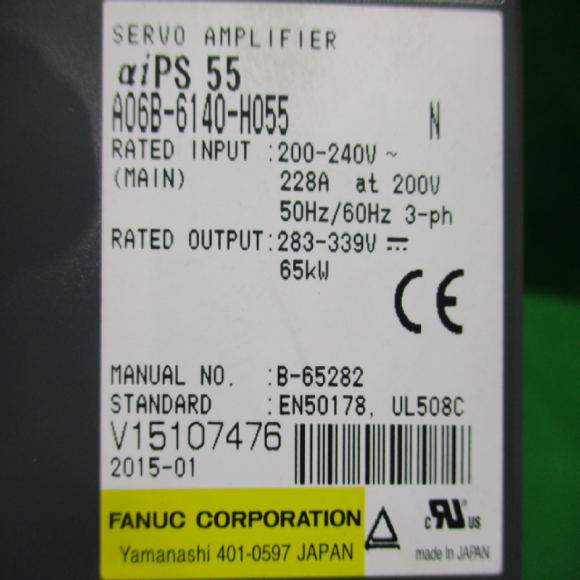 SERVO AMPLIFIER
αiPS 55
A06B-6140-H055 N
RATED INPUT :200-240V ~
(MAIN) 228A at 200V
50Hz/60Hz 3-ph
RATED OUTPUT:283-339V ⎓
65kW
CE
MANUAL NO. :B-65282
STANDARD :EN50178, UL508C
V15107476
2015-01
FANUC CORPORATION
Yamanashi 401-0597 JAPAN
c RU US
made in JAPAN